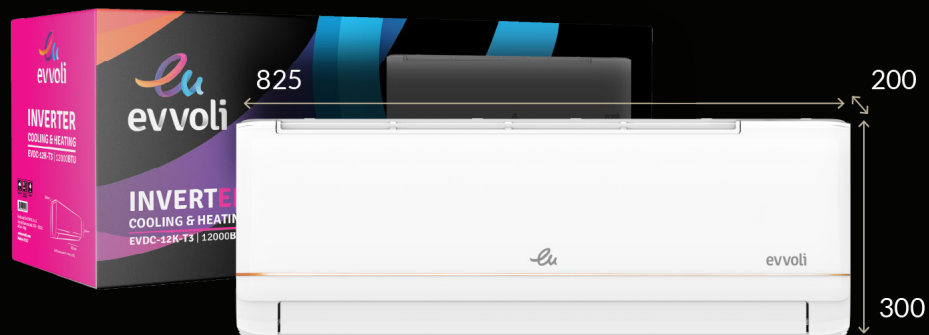 evvoli
INVERTER
COOLING & HEATING
EVDC-12K-T3 | 12000BTU
evvoli
INVERTE
COOLING & HEATIN
EVDC-12K-T3 | 12000B
825
200
300
evvoli